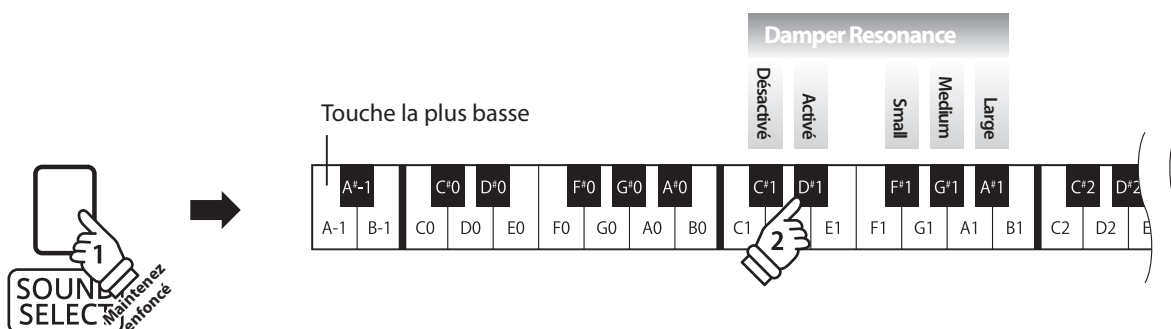 Damper Resonance
Désactivé
Activé
Small
Medium
Large
Touche la plus basse
A#-1 C#0 D#0 F#0 G#0 A#0 C#1 D#1 F#1 G#1 A#1 C#2 D#2
A-1 B-1 C0 D0 E0 F0 G0 A0 B0 C1 E1 F1 G1 A1 B1 C2 D2
1
2
SOUND
SELECT
Maintenez
enfoncé